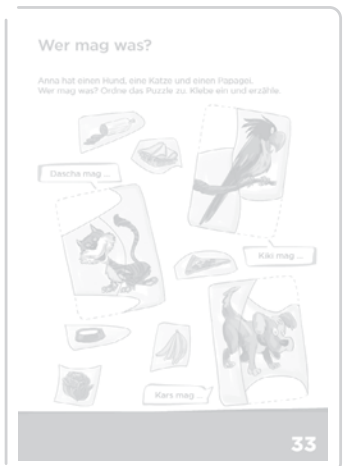 Wer mag was?
Anna hat einen Hund, eine Katze und einen Papagei.
Wer mag was? Ordne das Puzzle zu. Klebe ein und erzähle.
Dascha mag ...
Kiki mag ...
Kars mag ...
33